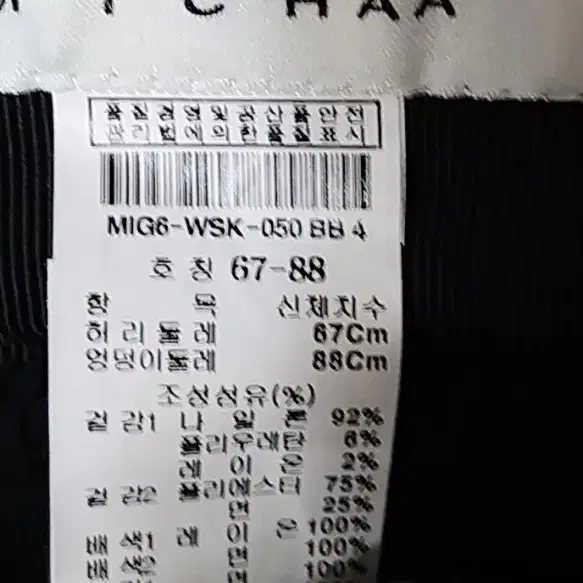 M I C H A A
품질경영및공산품안전
관리법에의한품질표시
MIG6-WSK-050 BB 4
호 칭 67-88
항 목 신체치수
허리둘레 67Cm
엉덩이둘레 88Cm
조성섬유(%)
겉감1 나 일 론 92%
폴리우레탄 6%
레 이 온 2%
겉감2 폴리에스터 75%
면 25%
배색1 레 이 온 100%
배색2 면 100%
면 100%